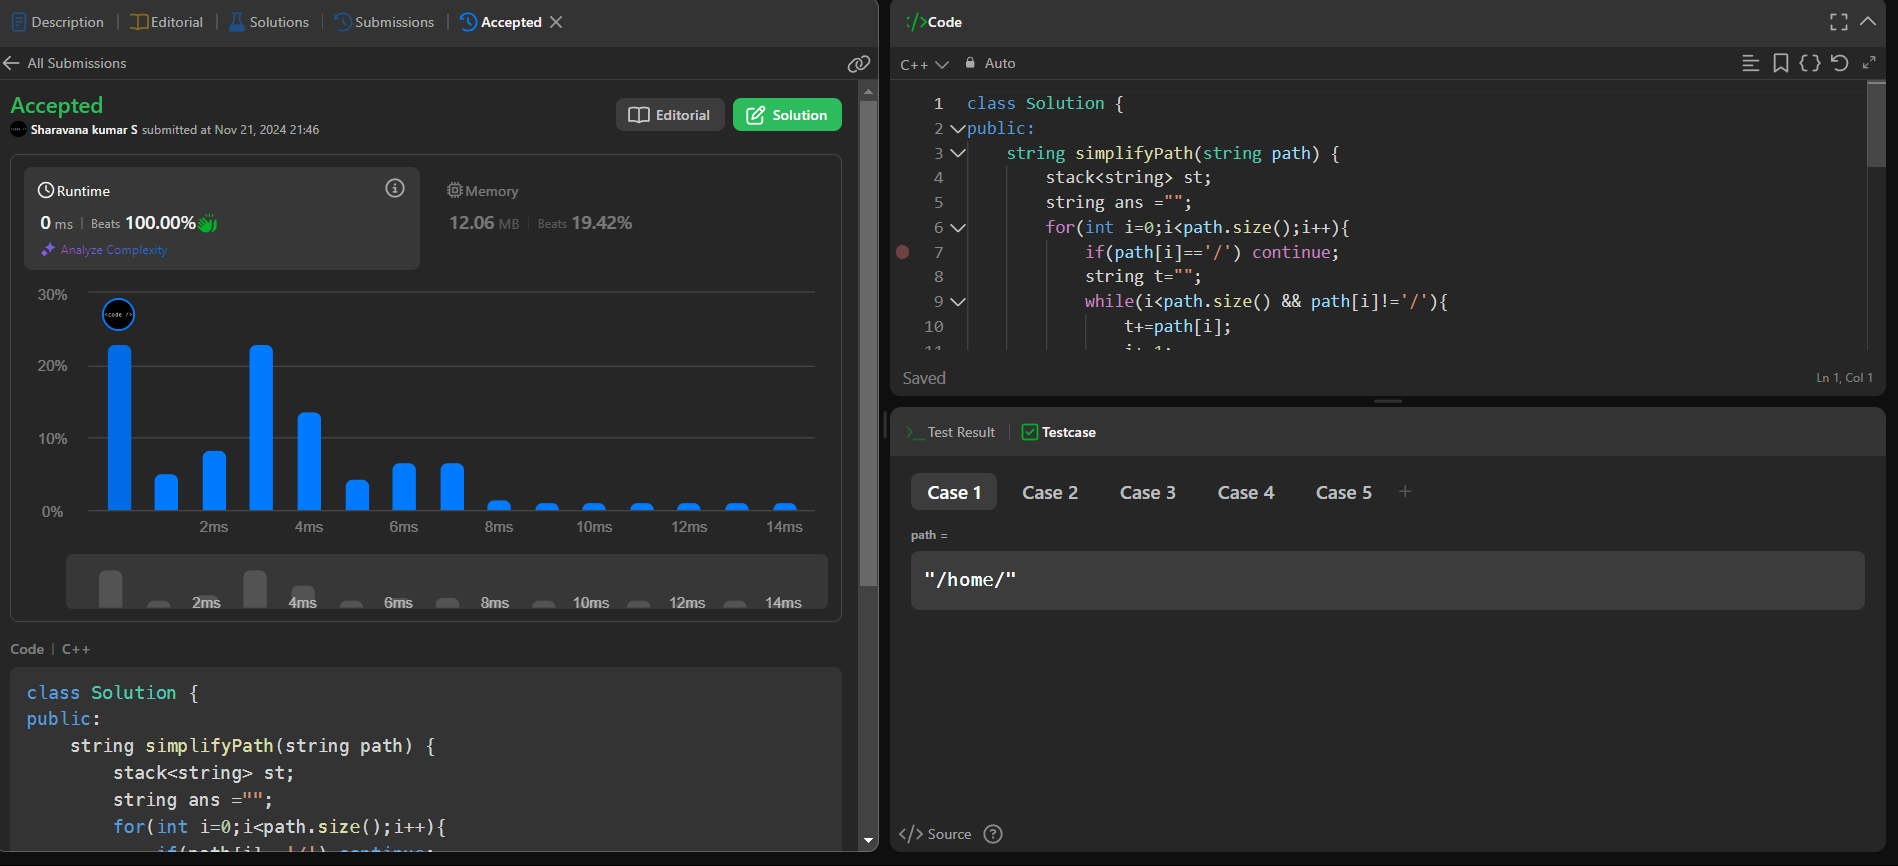 Description Editorial Solutions Submissions Accepted
All Submissions
Accepted
Sharavana kumar S submitted at Nov 21, 2024 21:46
Editorial
Solution
Runtime
0 ms | Beats 100.00%
Analyze Complexity
Memory
12.06 MB | Beats 19.42%
30%
20%
10%
0%
<code />
2ms 4ms 6ms 8ms 10ms 12ms 14ms
2ms 4ms 6ms 8ms 10ms 12ms 14ms
Code | C++
class Solution {
public:
string simplifyPath(string path) {
stack<string> st;
string ans ="";
for(int i=0;i<path.size();i++){
if(path[i]=='/') continue;
</>Code
C++ Auto
1 class Solution {
2 public:
3 string simplifyPath(string path) {
4 stack<string> st;
5 string ans ="";
6 for(int i=0;i<path.size();i++){
7 if(path[i]=='/') continue;
8 string t="";
9 while(i<path.size() && path[i]!='/'){
10 t+=path[i];
11
Saved
Ln 1, Col 1
>_ Test Result | Testcase
Case 1 Case 2 Case 3 Case 4 Case 5 +
path =
"/home/"
</> Source ?